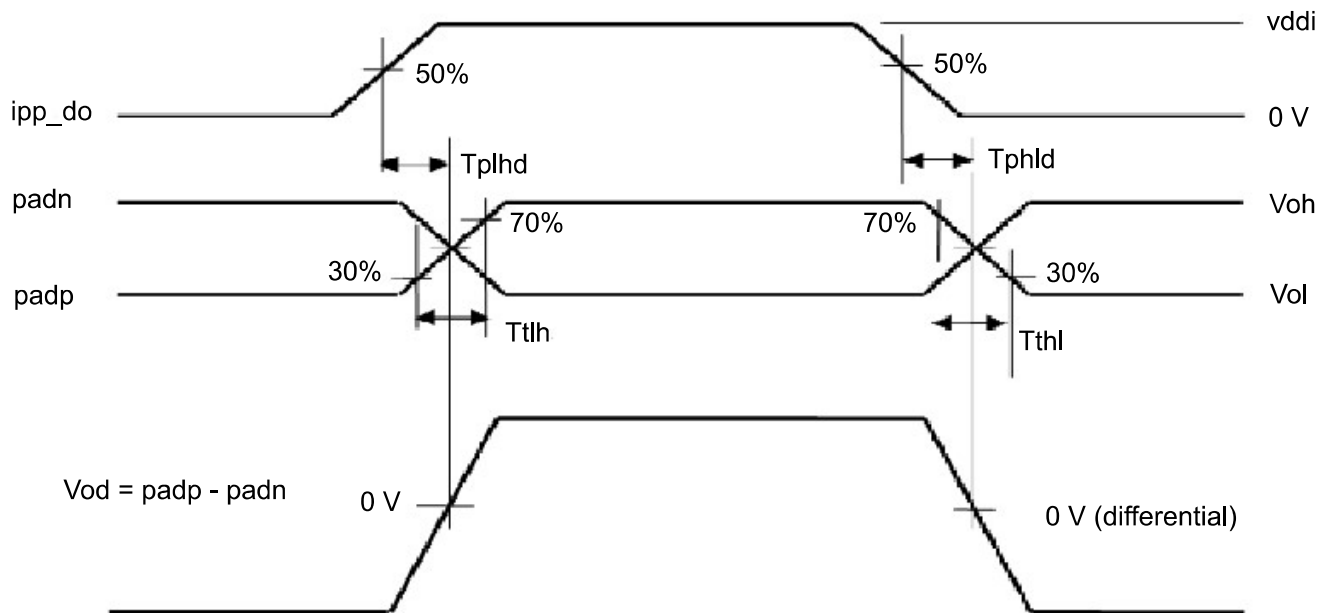 vddi
50%
50%
ipp_do
0 V
Tplhd
Tphld
padn
Voh
70%
70%
30%
30%
padp
Vol
Ttlh
Tthl
Vod = padp - padn
0 V
0 V (differential)